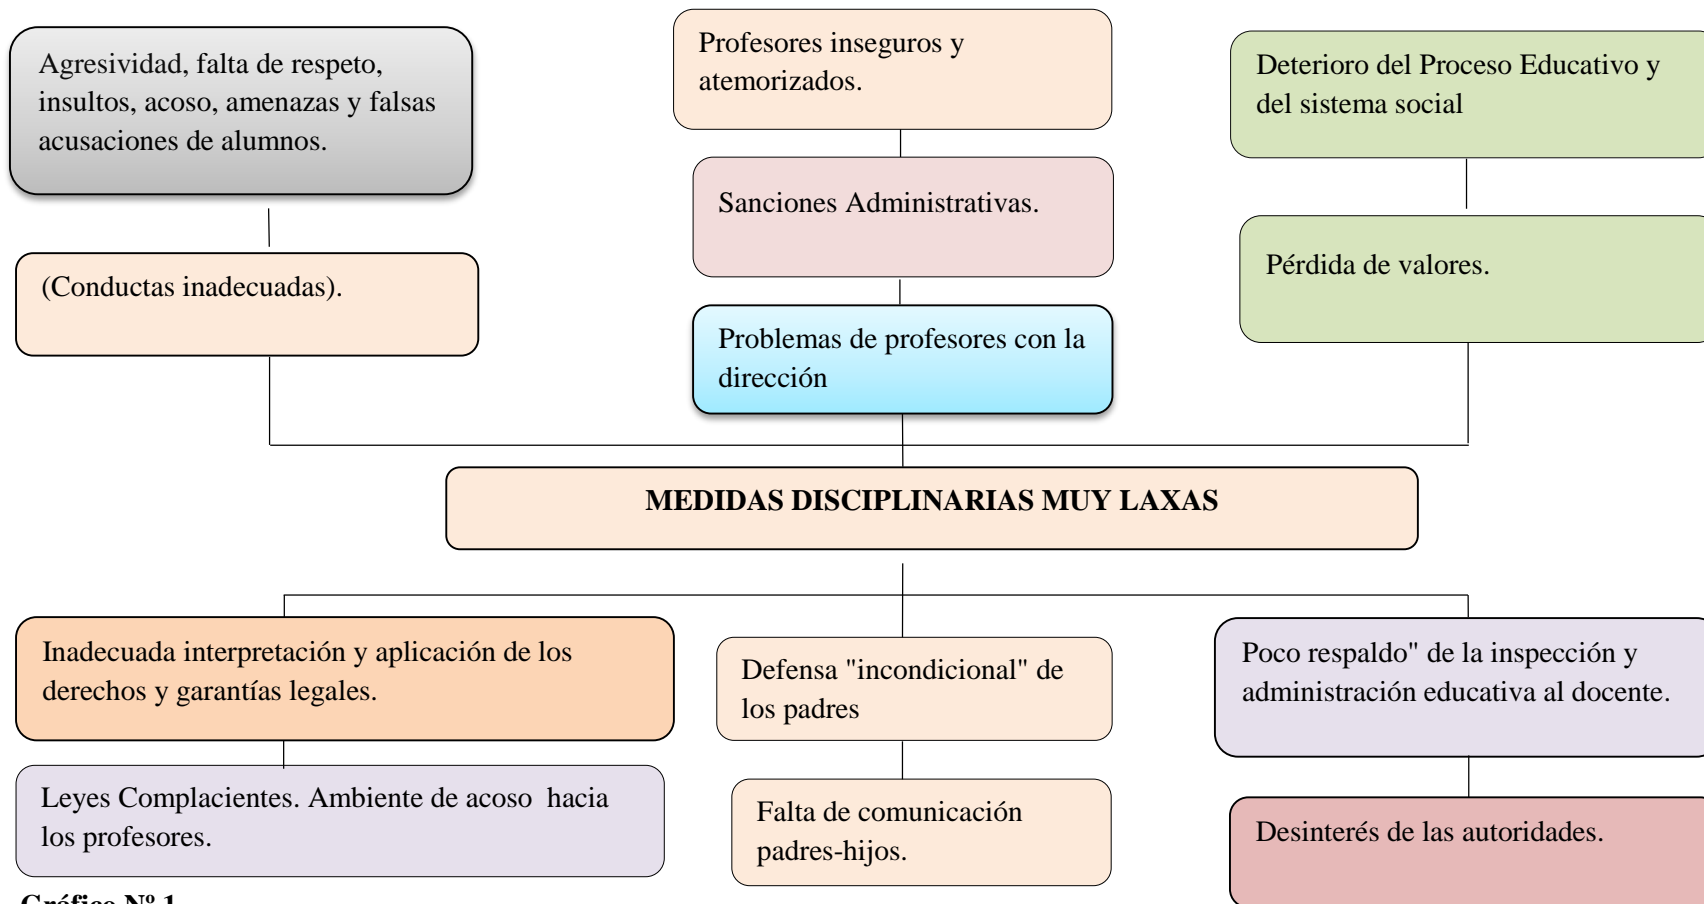 Agresividad, falta de respeto,
insultos, acoso, amenazas y falsas
acusaciones de alumnos.
Profesores inseguros y
atemorizados.
Deterioro del Proceso Educativo y
del sistema social
Sanciones Administrativas.
(Conductas inadecuadas).
Pérdida de valores.
Problemas de profesores con la
dirección
MEDIDAS DISCIPLINARIAS MUY LAXAS
Inadecuada interpretación y aplicación de los
derechos y garantías legales.
Defensa "incondicional" de
los padres
Poco respaldo" de la inspección y
administración educativa al docente.
Leyes Complacientes. Ambiente de acoso  hacia
los profesores.
Falta de comunicación
padres-hijos.
Desinterés de las autoridades.
Gráfico Nº 1